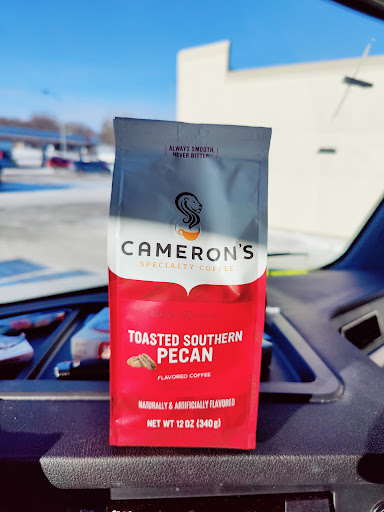 ALWAYS SMOOTH,
NEVER BITTER
CAMERON'S
SPECIALTY COFFEE
TOASTED SOUTHERN
PECAN
FLAVORED COFFEE
NATURALLY & ARTIFICIALLY FLAVORED
NET WT 12 OZ (340g)